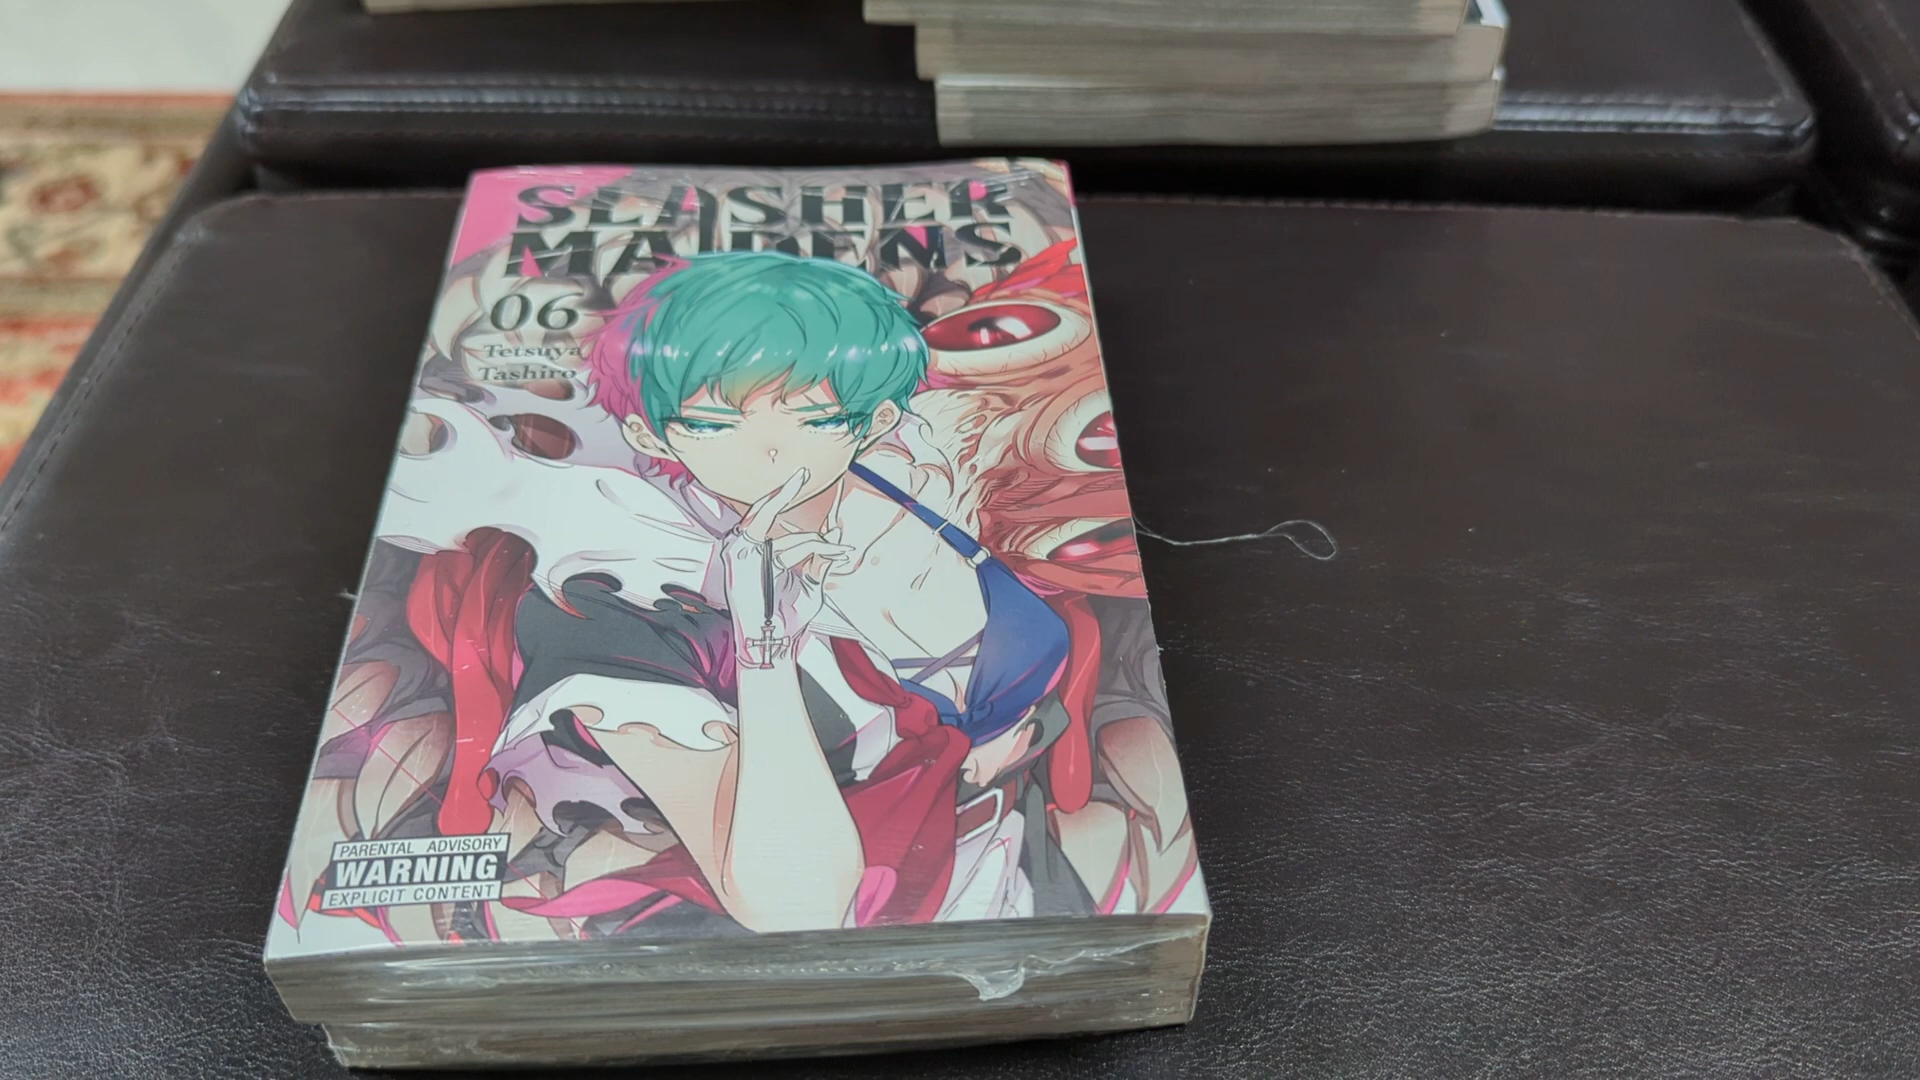 SLASHER
MAIDENS
06
Tetsuya
Tashiro
PARENTAL ADVISORY
WARNING
EXPLICIT CONTENT